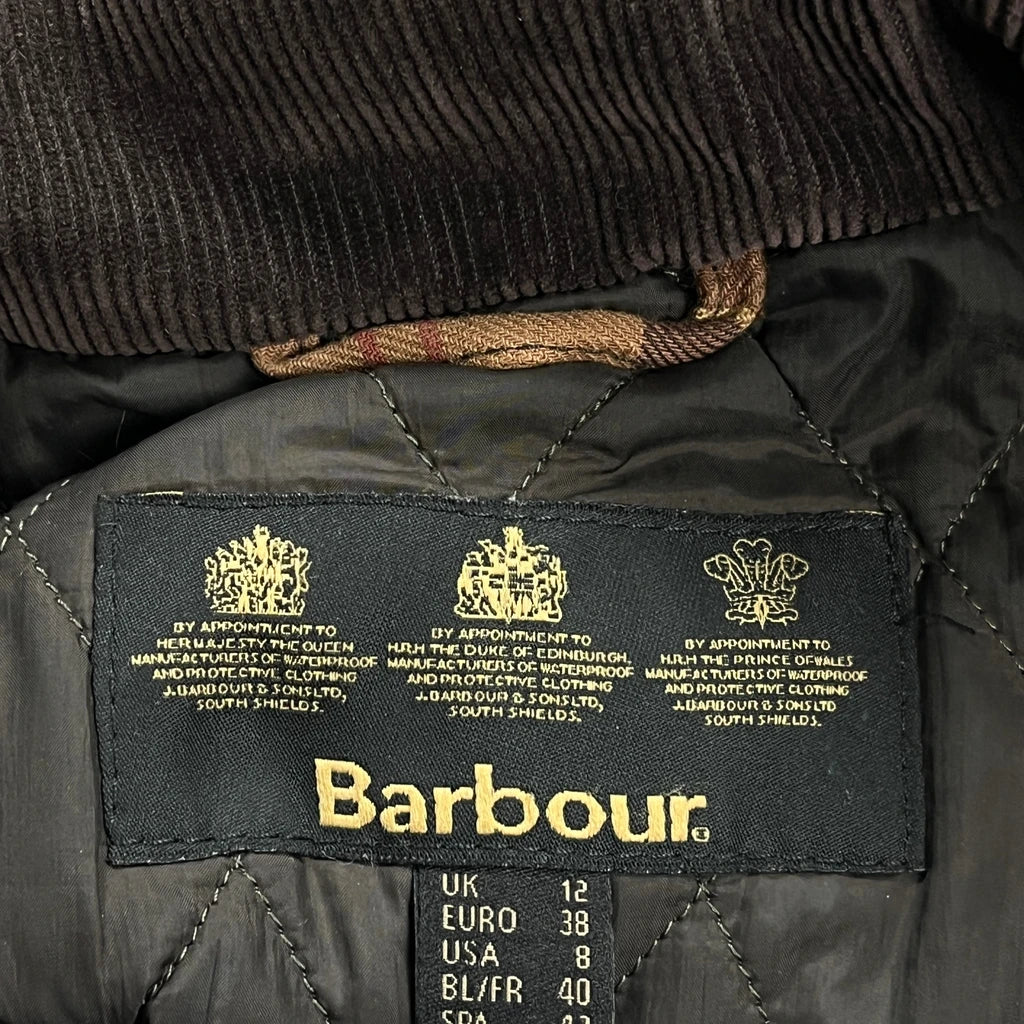 BY APPOINTMENT TO
HER MAJESTY THE QUEEN
MANUFACTURERS OF WATERPROOF
AND PROTECTIVE CLOTHING
J. BARBOUR & SONS LTD,
SOUTH SHIELDS.
BY APPOINTMENT TO
H.R.H THE DUKE OF EDINBURGH,
MANUFACTURERS OF WATERPROOF
AND PROTECTIVE CLOTHING
J. BARBOUR & SONS LTD,
SOUTH SHIELDS.
BY APPOINTMENT TO
H.R.H THE PRINCE OF WALES
MANUFACTURERS OF WATERPROOF
AND PROTECTIVE CLOTHING
J. BARBOUR & SONS LTD
SOUTH SHIELDS.
Barbour®
UK 12
EURO 38
USA 8
BL/FR 40
SPA